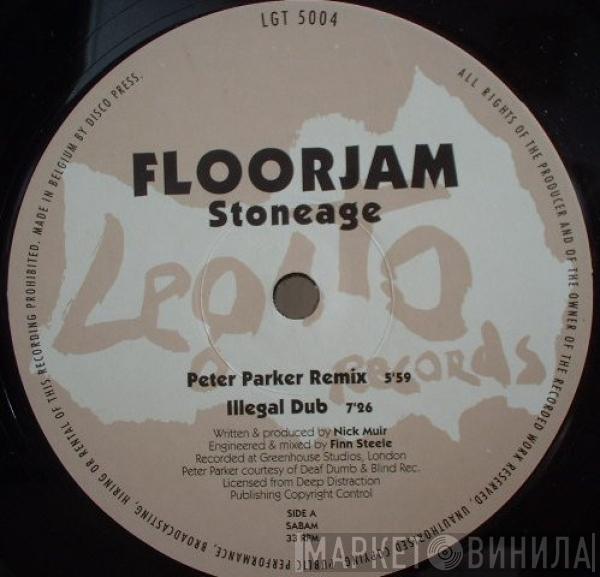 LGT 5004
ALL RIGHTS OF THE PRODUCER AND OF THE OWNER OF THE RECORDED WORK RESERVED. UNAUTHORISED COPYING PUBLIC PERFORMANCE, BROADCASTING, HIRING OR RENTAL OF THIS RECORDING PROHIBITED. MADE IN BELGIUM BY DISCO PRESS.
FLOORJAM
Stoneage
records
Peter Parker Remix 5'59
Illegal Dub 7'26
Written & produced by Nick Muir
Engineered & mixed by Finn Steele
Recorded at Greenhouse Studios, London
Peter Parker courtesy of Deaf Dumb & Blind Rec.
Licensed from Deep Distraction
Publishing Copyright Control
SIDE A
SABAM
33 RPM
МАРКЕТ ВИНИЛА